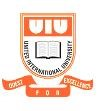 UIU
UNITED INTERNATIONAL UNIVERSITY
QUEST FOR EXCELLENCE